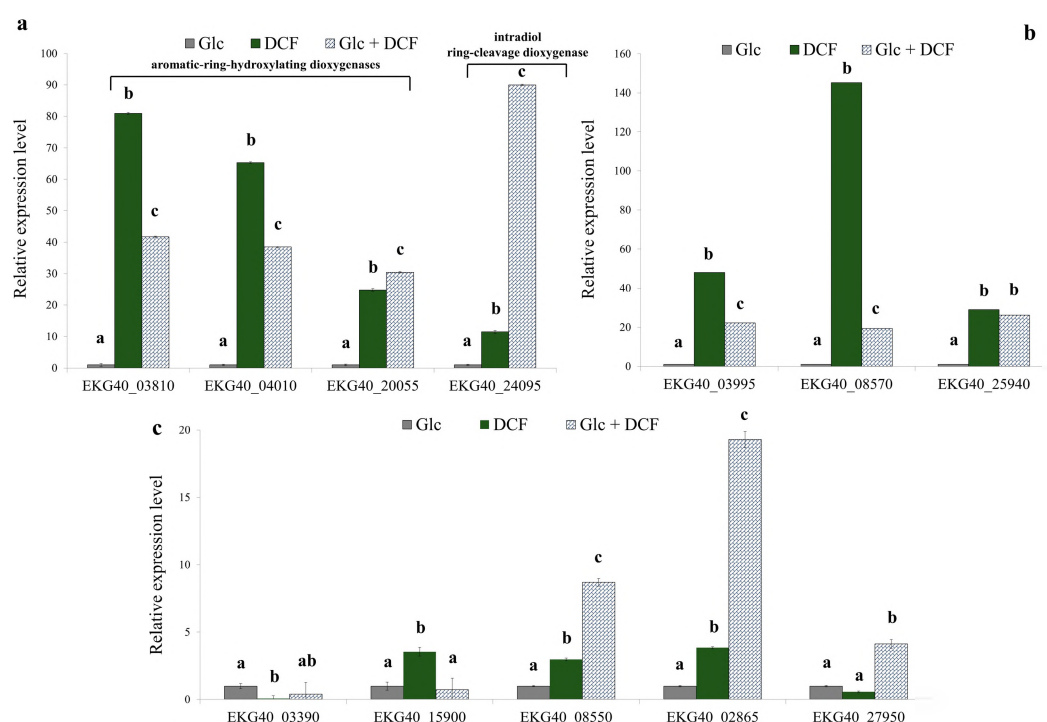 a
Glc DCF Glc + DCF
intradiol
ring-cleavage dioxygenase
aromatic-ring-hydroxylating dioxygenases
Relative expression level
100
90
80
70
60
50
40
30
20
10
0
a b c
a b c
a b c
a b c
EKG40_03810 EKG40_04010 EKG40_20055 EKG40_24095
b
Glc DCF Glc + DCF
Relative expression level
160
140
120
100
80
60
40
20
0
a b c
a b c
a b b
EKG40_03995 EKG40_08570 EKG40_25940
c
Glc DCF Glc + DCF
Relative expression level
20
15
10
5
0
a b ab
a b a
a b c
a b c
a a b
EKG40_03390 EKG40_15900 EKG40_08550 EKG40_02865 EKG40_27950